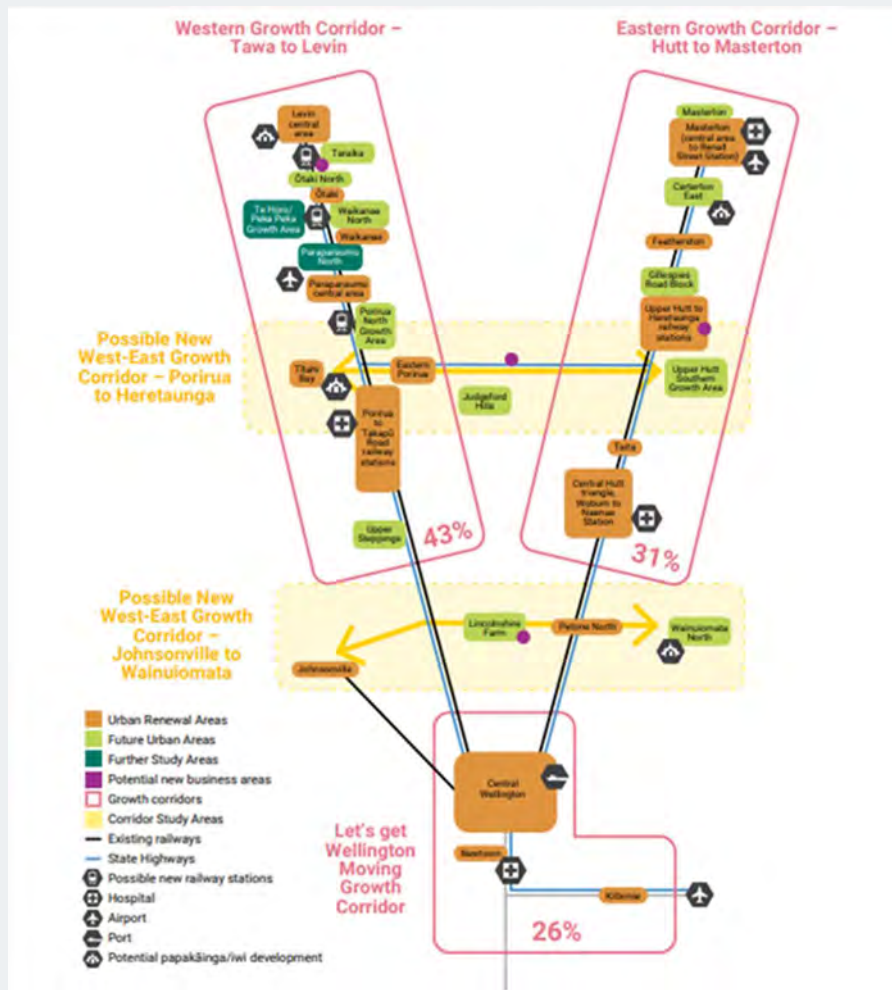 Western Growth Corridor –
Tawa to Levin
Eastern Growth Corridor –
Hutt to Masterton
Levin
central
area
Taraika
Ōtaki North
Ōtaki
Te Horo/
Peka Peka
Growth Area
Waikanae
North
Waikanae
Paraparaumu
North
Paraparaumu
central area
Porirua
North
Growth
Area
Masterton
Masterton
(central area
to Renall
Street Station)
Carterton
East
Featherston
Gillespies
Road Block
Upper Hutt to
Heretaunga
railway
stations
Possible New
West-East Growth
Corridor – Porirua
to Heretaunga
Titahi
Bay
Eastern
Porirua
Judgeford
Hills
Upper Hutt
Southern
Growth Area
Porirua
to
Takapū
Road
railway
stations
Taita
Central Hutt
triangle,
Woburn to
Naenae
Station
Upper
Stebbings
43%
31%
Possible New
West-East Growth
Corridor –
Johnsonville to
Wainuiomata
Lincolnshire
Farm
Petone North
Wainuiomata
North
Johnsonville
Urban Renewal Areas
Future Urban Areas
Further Study Areas
Potential new business areas
Growth corridors
Corridor Study Areas
Existing railways
State Highways
Possible new railway stations
Hospital
Airport
Port
Potential papakāinga/iwi development
Central
Wellington
Let's get
Wellington
Moving
Growth
Corridor
Newtown
Kilbirnie
26%